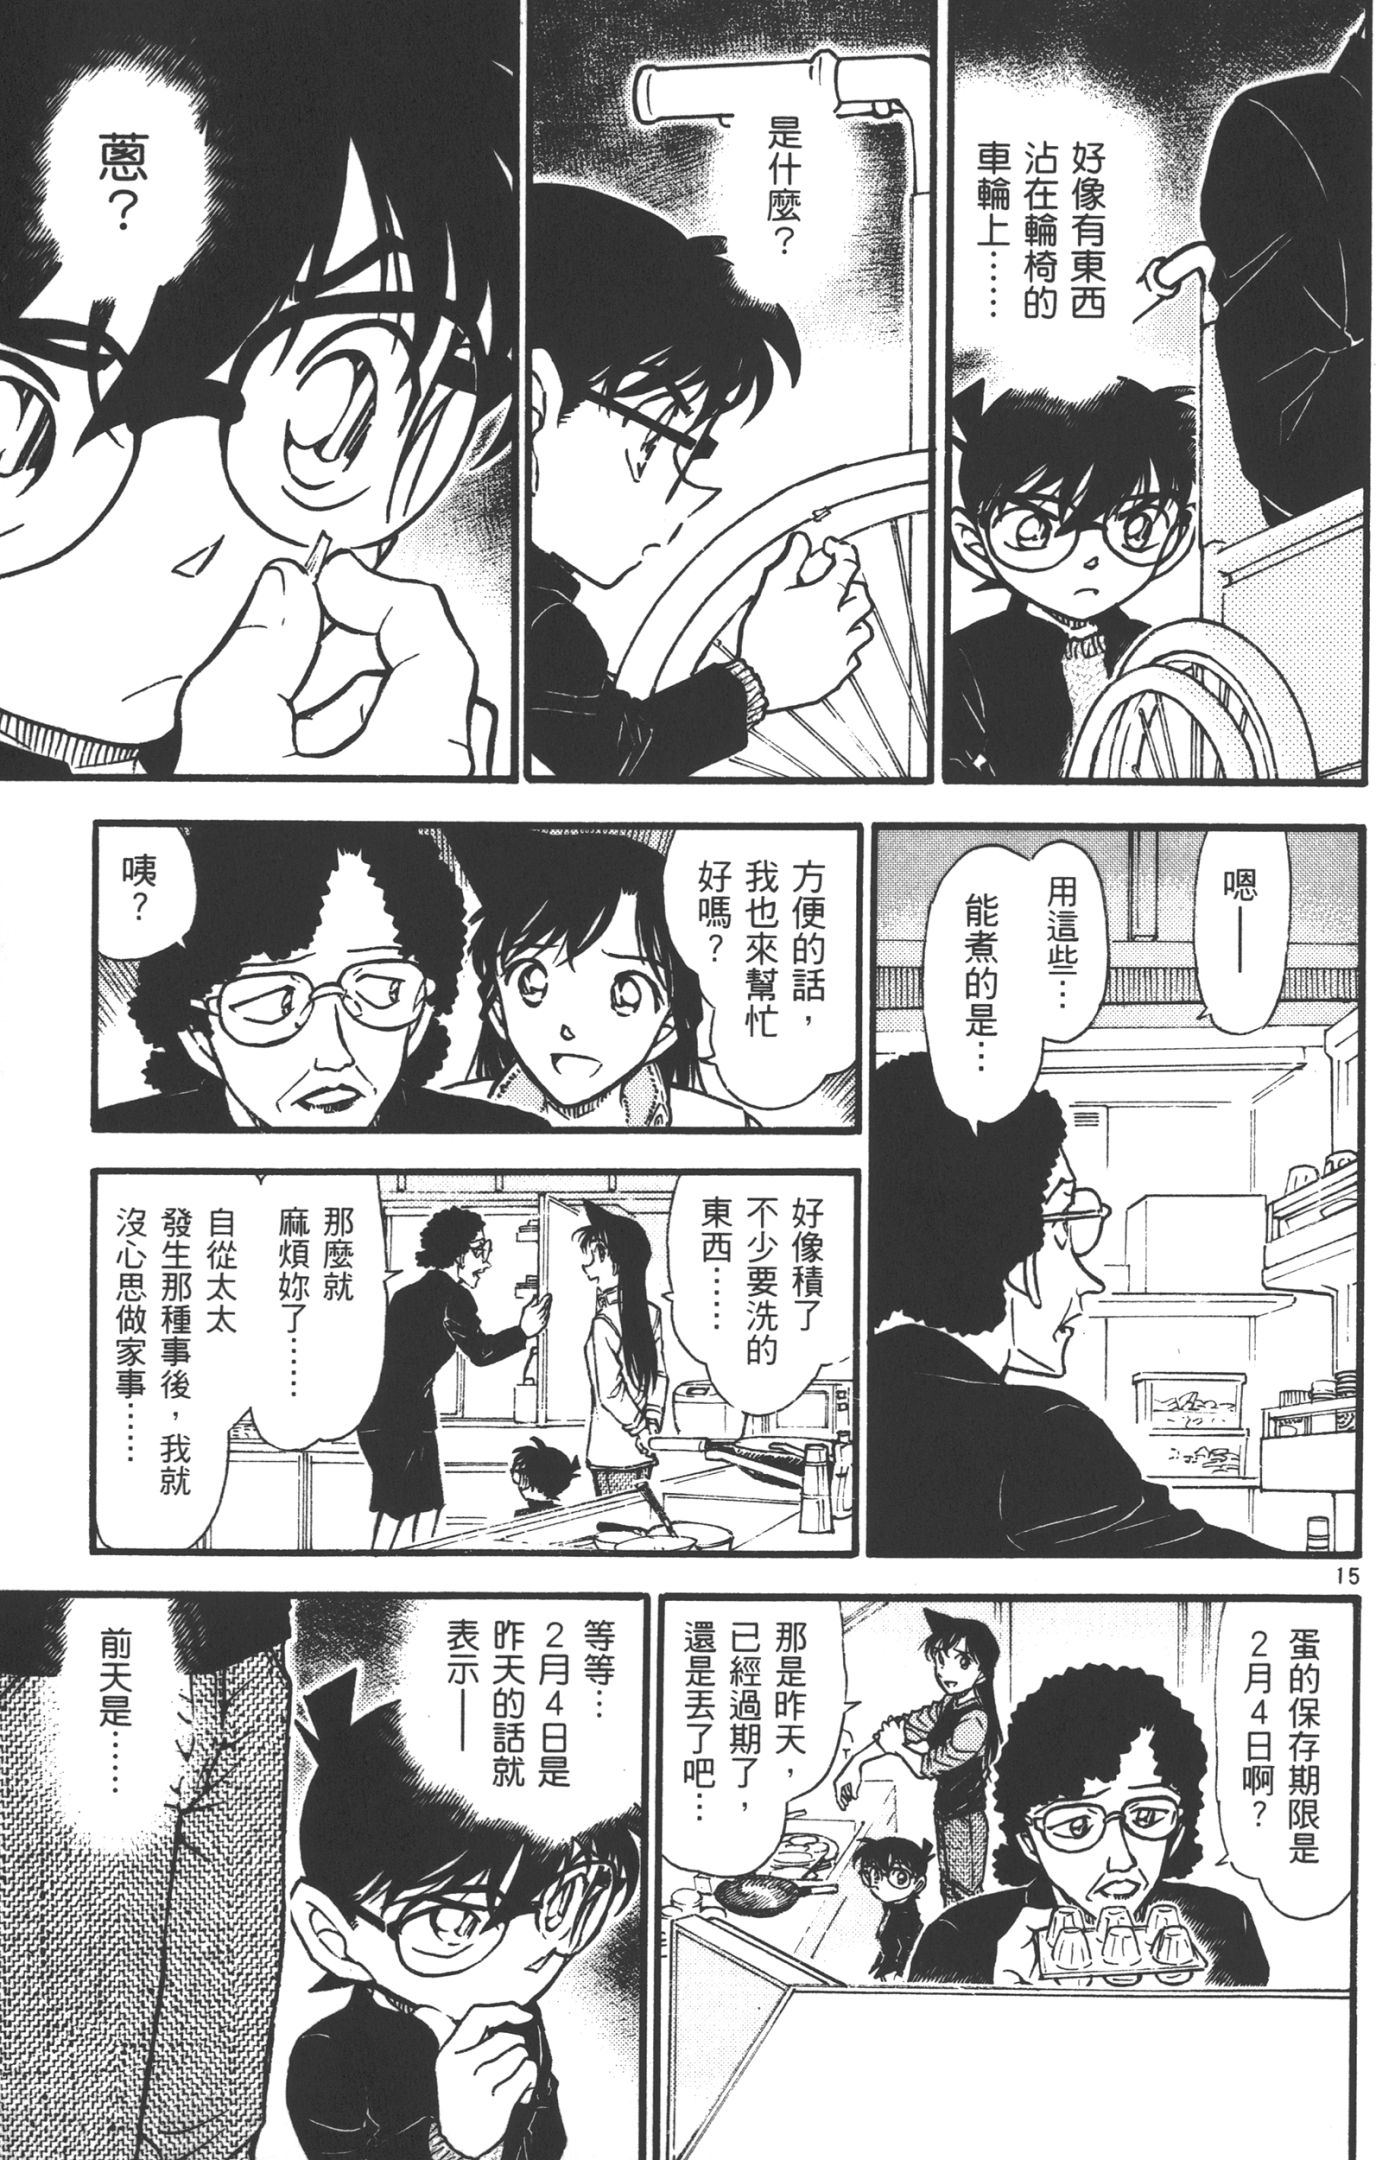 好像有東西
沾在輪椅的
車輪上……
是什麼？
蔥？
嗯——
用這些…
能煮的是…
方便的話，
我也來幫忙
好嗎？
咦？
好像積了
不少要洗的
東西……
那麼就
麻煩妳了……
自從太太
發生那種事後，我就
沒心思做家事……
15
蛋的保存期限是
2月4日啊？
那是昨天，
已經過期了，
還是丟了吧…
等等…
2月4日是
昨天的話就
表示——
前天是……